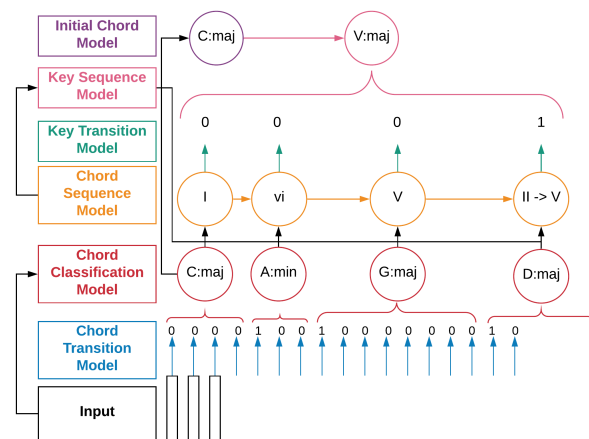 Initial Chord
Model
C:maj
V:maj
Key Sequence
Model
Key Transition
Model
0
0
0
1
Chord
Sequence
Model
I
vi
V
II -> V
Chord
Classification
Model
C:maj
A:min
G:maj
D:maj
Chord
Transition
Model
0 0 0 0 1 0 0 1 0 0 0 0 0 0 0 1 0
Input